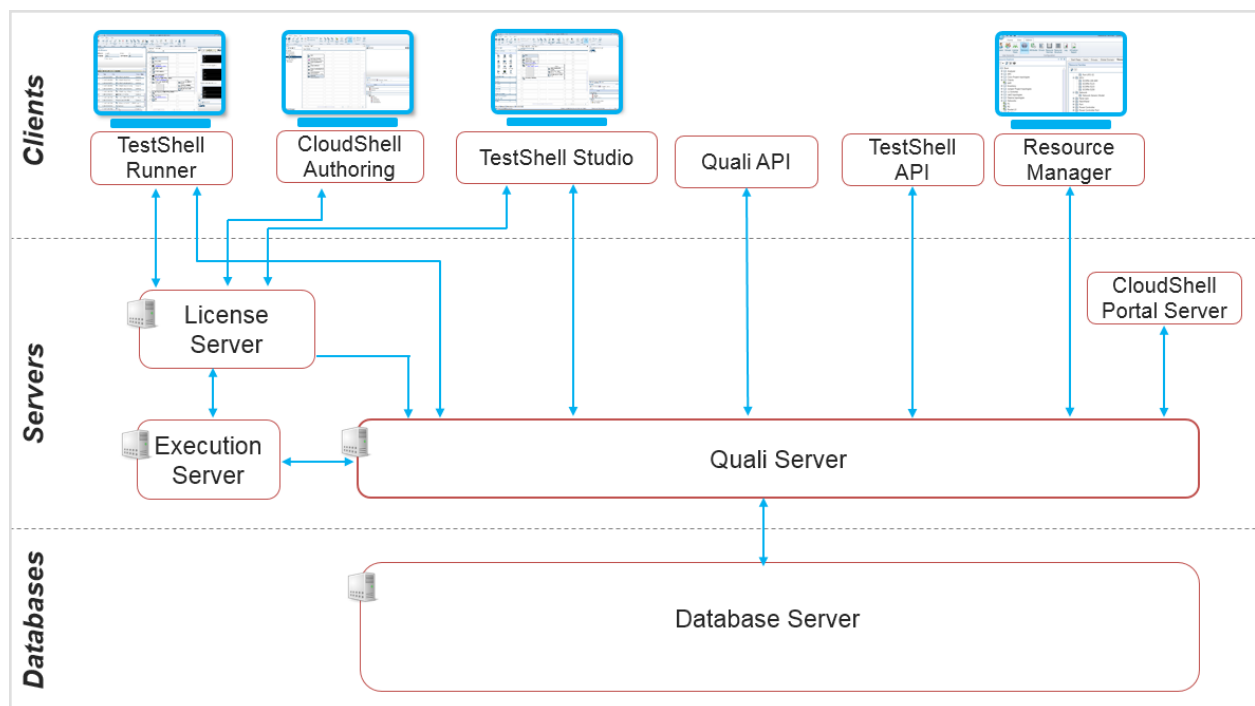 Clients
TestShell
Runner
CloudShell
Authoring
TestShell Studio
Quali API
TestShell
API
Resource
Manager
Servers
License
Server
CloudShell
Portal Server
Execution
Server
Quali Server
Databases
Database Server